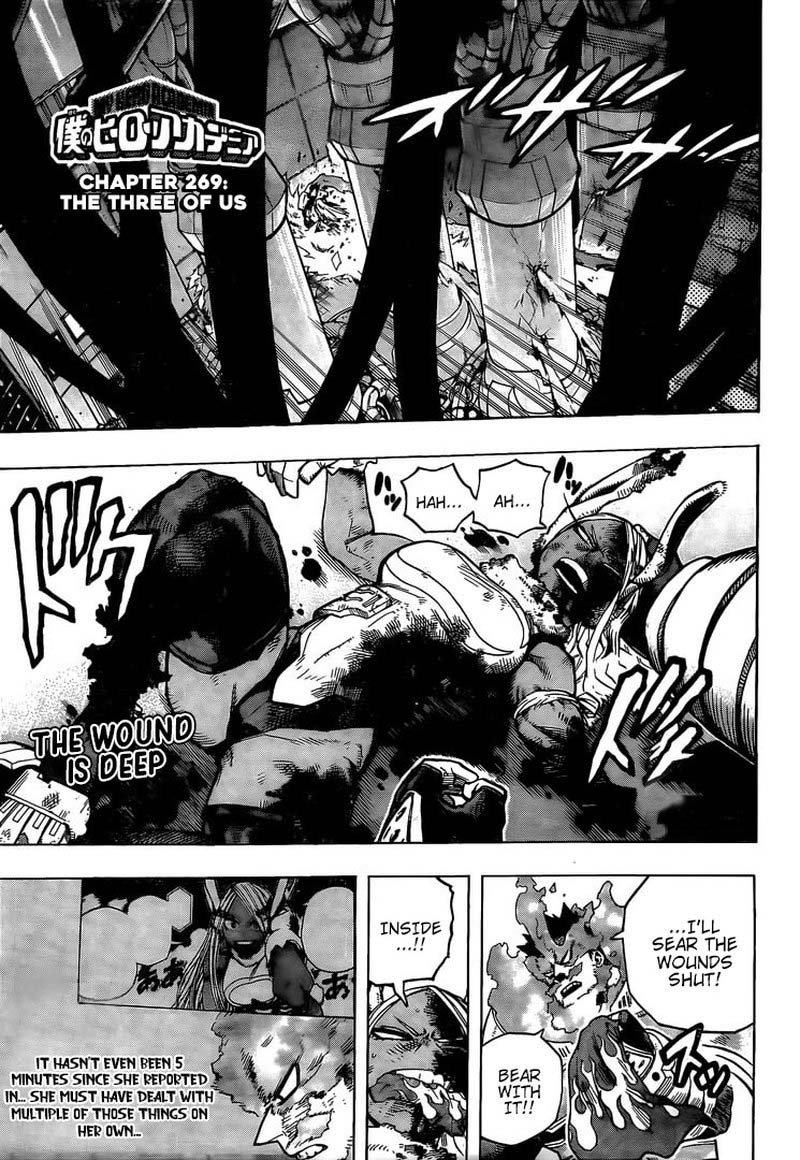 僕のヒーローアカデミア
CHAPTER 269:
THE THREE OF US
AH...
HAH...
THE WOUND
IS DEEP
...I'LL
SEAR THE
WOUNDS
SHUT!
BEAR
WITH
IT!!
INSIDE
...!!
IT HASN'T EVEN BEEN 5
MINUTES SINCE SHE REPORTED
IN... SHE MUST HAVE DEALT WITH
MULTIPLE OF THOSE THINGS ON
HER OWN...